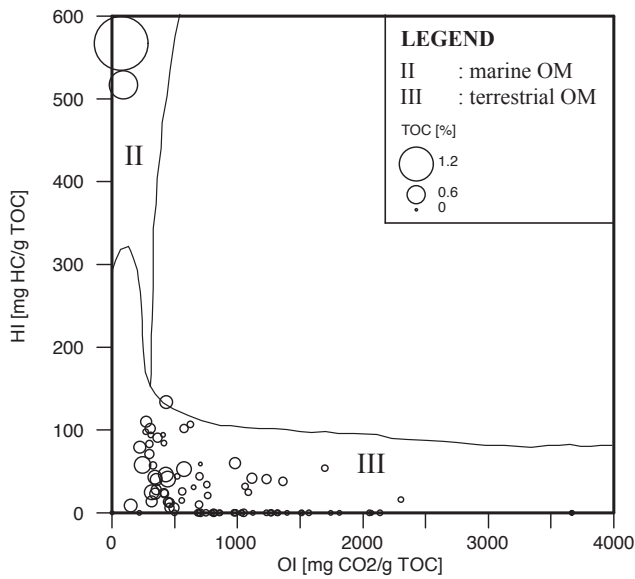 600
500
400
300
200
100
0
HI [mg HC/g TOC]
II
III
LEGEND
II : marine OM
III : terrestrial OM
TOC [%]
1.2
0.6
0
0 1000 2000 3000 4000
OI [mg CO2/g TOC]